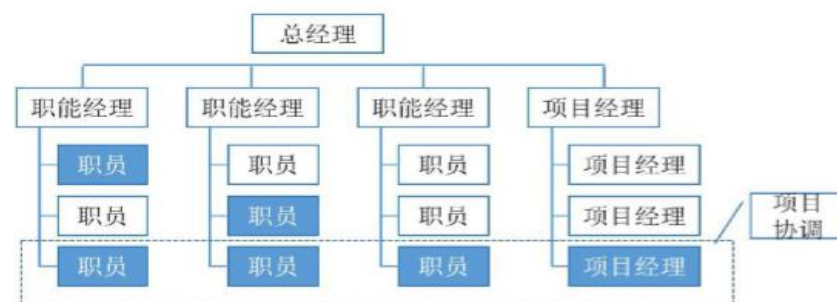 总经理
职能经理 职能经理 职能经理 项目经理
职员 职员 职员 项目经理
职员 职员 职员 项目经理
项目
协调
职员 职员 职员 项目经理